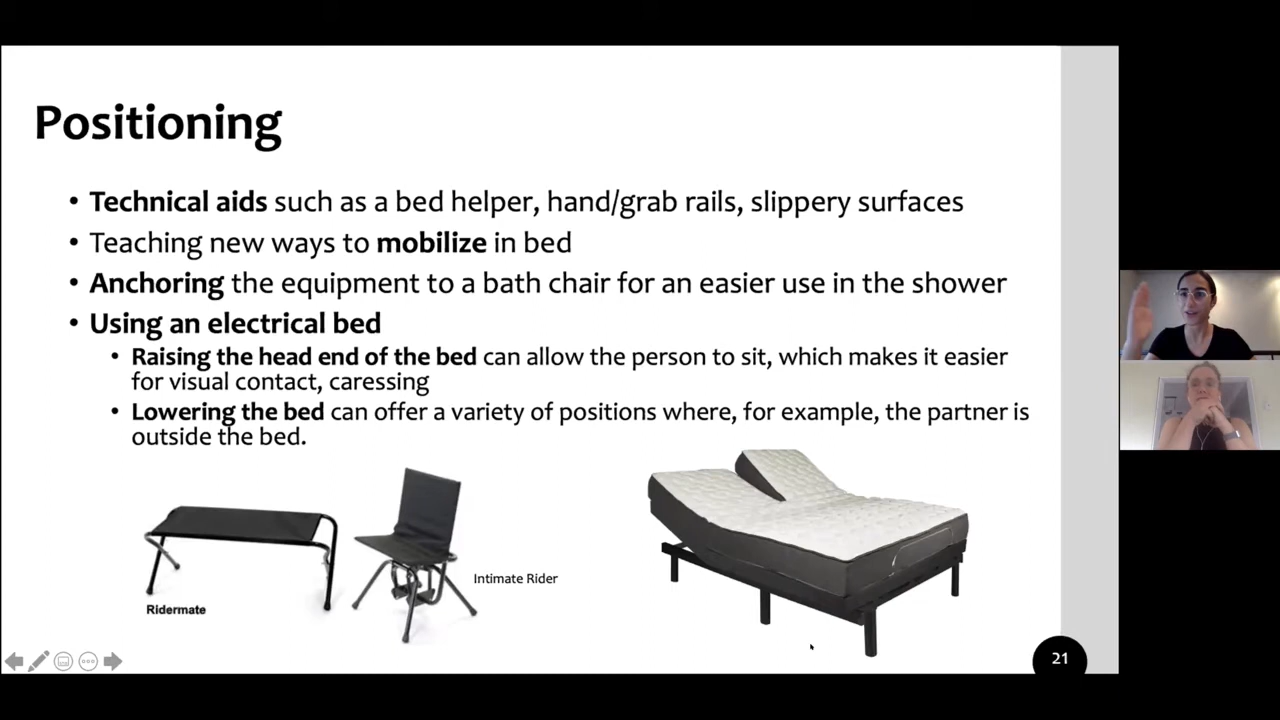 Positioning
• Technical aids such as a bed helper, hand/grab rails, slippery surfaces
• Teaching new ways to mobilize in bed
• Anchoring the equipment to a bath chair for an easier use in the shower
• Using an electrical bed
• Raising the head end of the bed can allow the person to sit, which makes it easier
for visual contact, caressing
• Lowering the bed can offer a variety of positions where, for example, the partner is
outside the bed.
Ridermate
Intimate Rider
21